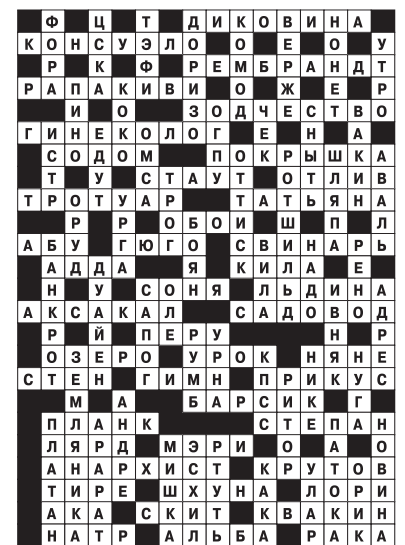 Ф Ц Т ДИКОВИНА
КОНСУЭЛО О Е О У
Р К Ф РЕМБРАНДТ
РАПАКИВИ О Ж Е Р
И О ЗОДЧЕСТВО
ГИНЕКОЛОГ Е Н А
СОДОМ ПОКРЫШКА
Т У СТАУТ ОТЛИВ
ТРОТУАР ТАТЬЯНА
Р Р ОБОИ Ш П Л
АБУ ГЮГО СВИНАРЬ
АДДА Я КИЛА Е
Н У СОНЯ ЛЬДИНА
АКСАКАЛ САДОВОД
Р Й ПЕРУ Н Р
ОЗЕРО УРОК НЯНЕ
СТЕН ГИМН ПРИКУС
М А БАРСИК Г
ПЛАНК СТЕПАН
ЛЯРД МЭРИ О А О
АНАРХИСТ КРУТОВ
ТИРЕ ШХУНА ЛОРИ
АКА СКИТ КВАКИН
НАТР АЛЬБА РАКА